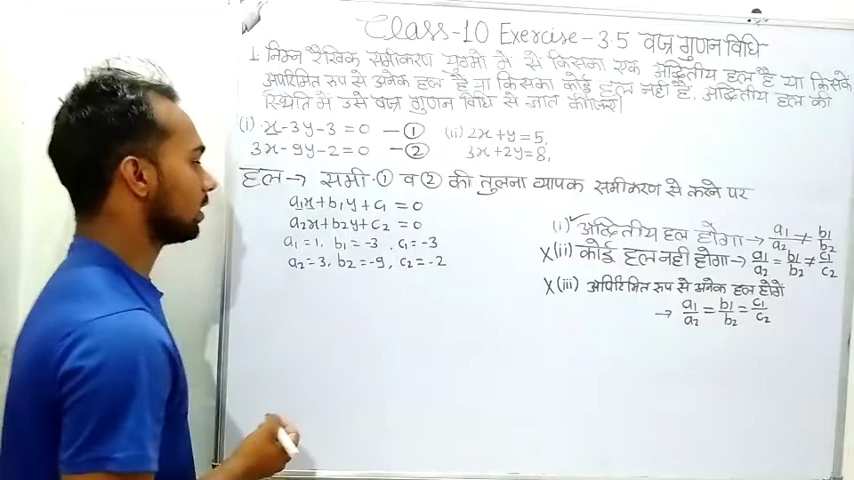 Class-10 Exercise-3.5 वज्र गुणन विधि
1 निम्न रैखिक समीकरण युग्मो मे से किसका एक अद्वितीय हल है या किसके
अपरिमित रूप से अनेक हल है या किसका कोई हल नही है, अद्वितीय हल की
स्थिति मे उसे वज्र गुणन विधि से ज्ञात कीजिए।
(i) x-3y-3=0 —① (ii) 2x+y=5,
3x-9y-2=0 —② 3x+2y=8,
हल→ समी.① व ② की तुलना व्यापक समीकरण से करने पर
a₁x+b₁y+c₁=0
a₂x+b₂y+c₂=0
a₁=1, b₁=-3, c₁=-3
a₂=3, b₂=-9, c₂=-2
(i)✓ अद्वितीय हल होगा→ a₁/a₂ ≠ b₁/b₂
X(ii) कोई हल नही होगा→ a₁/a₂ = b₁/b₂ ≠ c₁/c₂
X(iii) अपिरिमित रूप से अनेक हल होगें
→ a₁/a₂ = b₁/b₂ = c₁/c₂